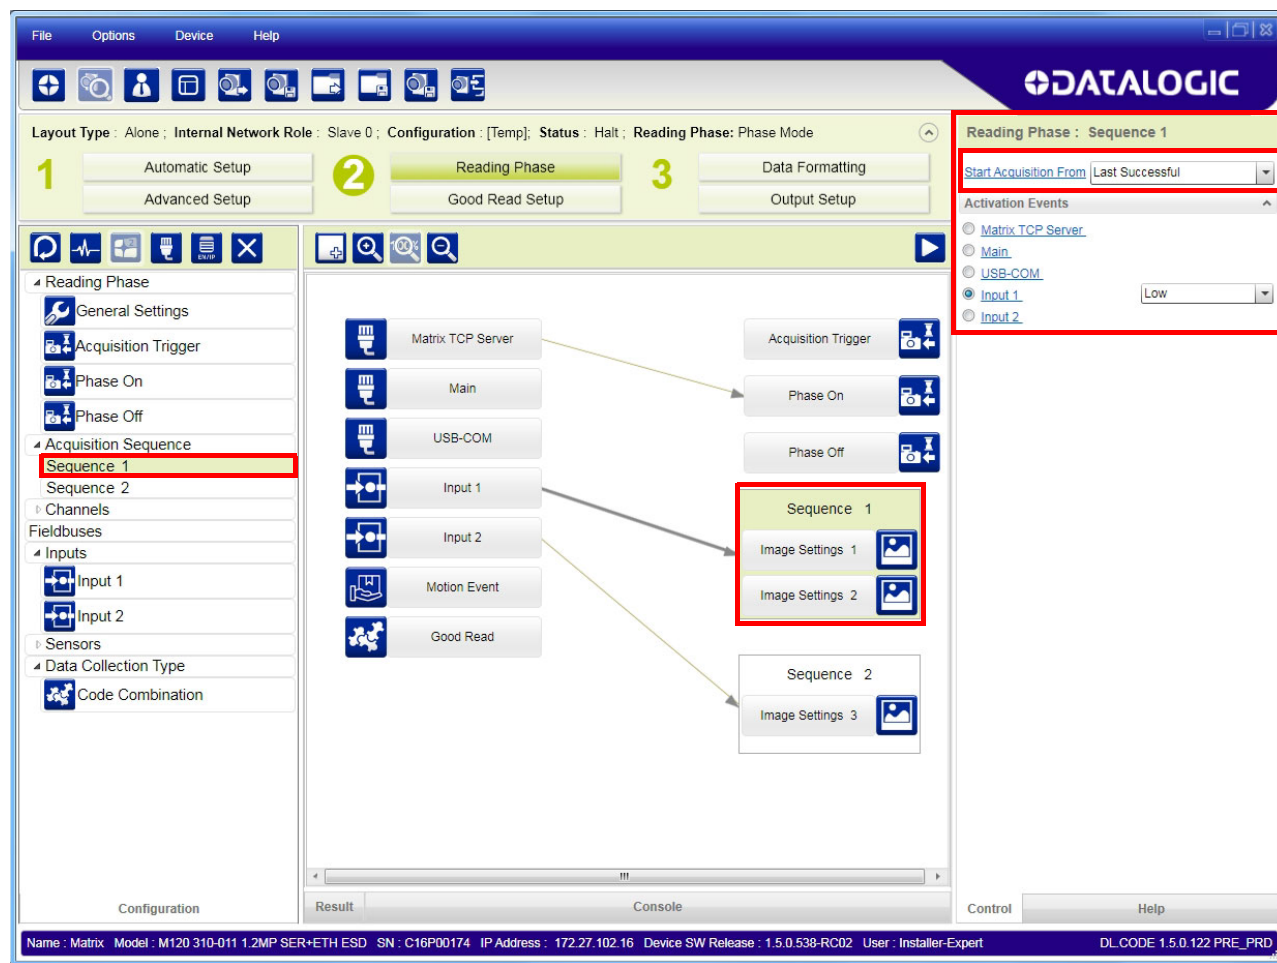 File Options Device Help
DATALOGIC
Layout Type : Alone ; Internal Network Role : Slave 0 ; Configuration : [Temp]; Status : Halt ; Reading Phase: Phase Mode
1 Automatic Setup 2 Reading Phase 3 Data Formatting
Advanced Setup Good Read Setup Output Setup
EN/IP
Reading Phase
General Settings
Acquisition Trigger
Phase On
Phase Off
Acquisition Sequence
Sequence 1
Sequence 2
Channels
Fieldbuses
Inputs
Input 1
Input 2
Sensors
Data Collection Type
Code Combination
Configuration
100%
Matrix TCP Server
Main
USB-COM
Input 1
Input 2
Motion Event
Good Read
Acquisition Trigger
Phase On
Phase Off
Sequence 1
Image Settings 1
Image Settings 2
Sequence 2
Image Settings 3
Result Console
Reading Phase : Sequence 1
Start Acquisition From Last Successful
Activation Events
Matrix TCP Server
Main
USB-COM
Input 1 Low
Input 2
Control Help
Name : Matrix Model : M120 310-011 1.2MP SER+ETH ESD SN : C16P00174 IP Address : 172.27.102.16 Device SW Release : 1.5.0.538-RC02 User : Installer-Expert DL.CODE 1.5.0.122 PRE_PRD